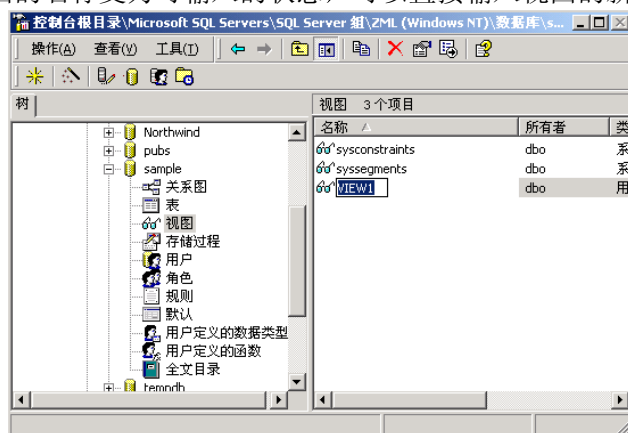 控制台根目录\Microsoft SQL Servers\SQL Server 组\ZML (Windows NT)\数据库\s...
操作(A) 查看(V) 工具(T)
树
视图 3 个项目
名称 所有者
Northwind
pubs
sample
关系图
表
视图
存储过程
用户
角色
规则
默认
用户定义的数据类型
用户定义的函数
全文目录
tempdb
sysconstraints dbo
syssegments dbo
VIEW1 dbo 用